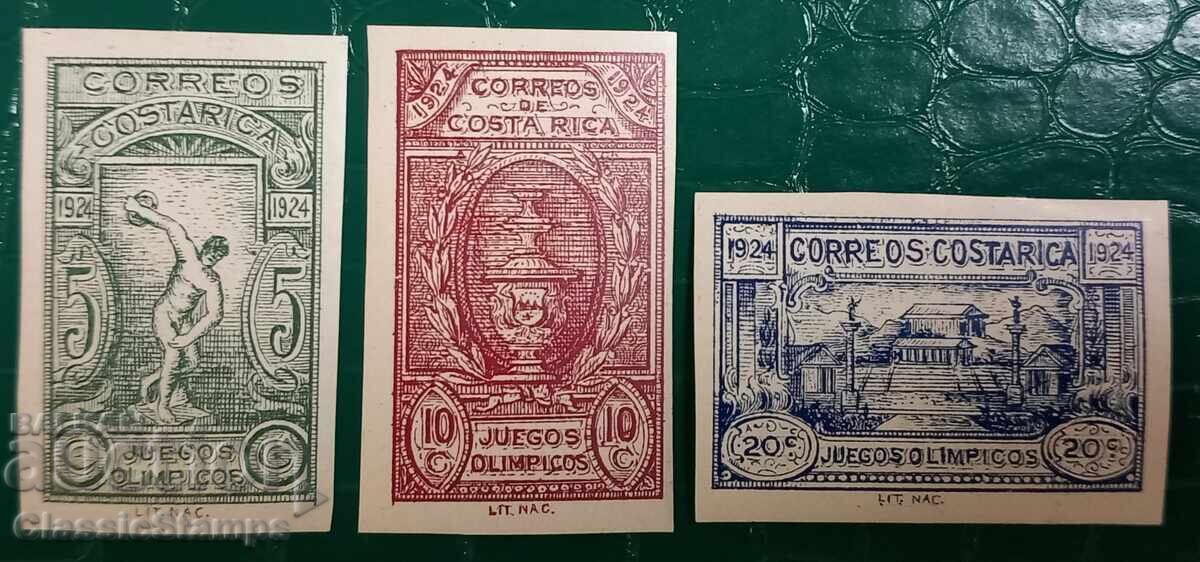 CORREOS
COSTARICA
1924 1924
5 5
C C
JUEGOS
OLIMPICOS
LIT. NAC.
1924 1924
CORREOS
DE
COSTA RICA
10 C. 10 C.
JUEGOS
OLIMPICOS
LIT. NAC.
1924 CORREOS·COSTARICA 1924
20c. JUEGOS OLIMPICOS 20c.
LIT. NAC.
ClassicStamps